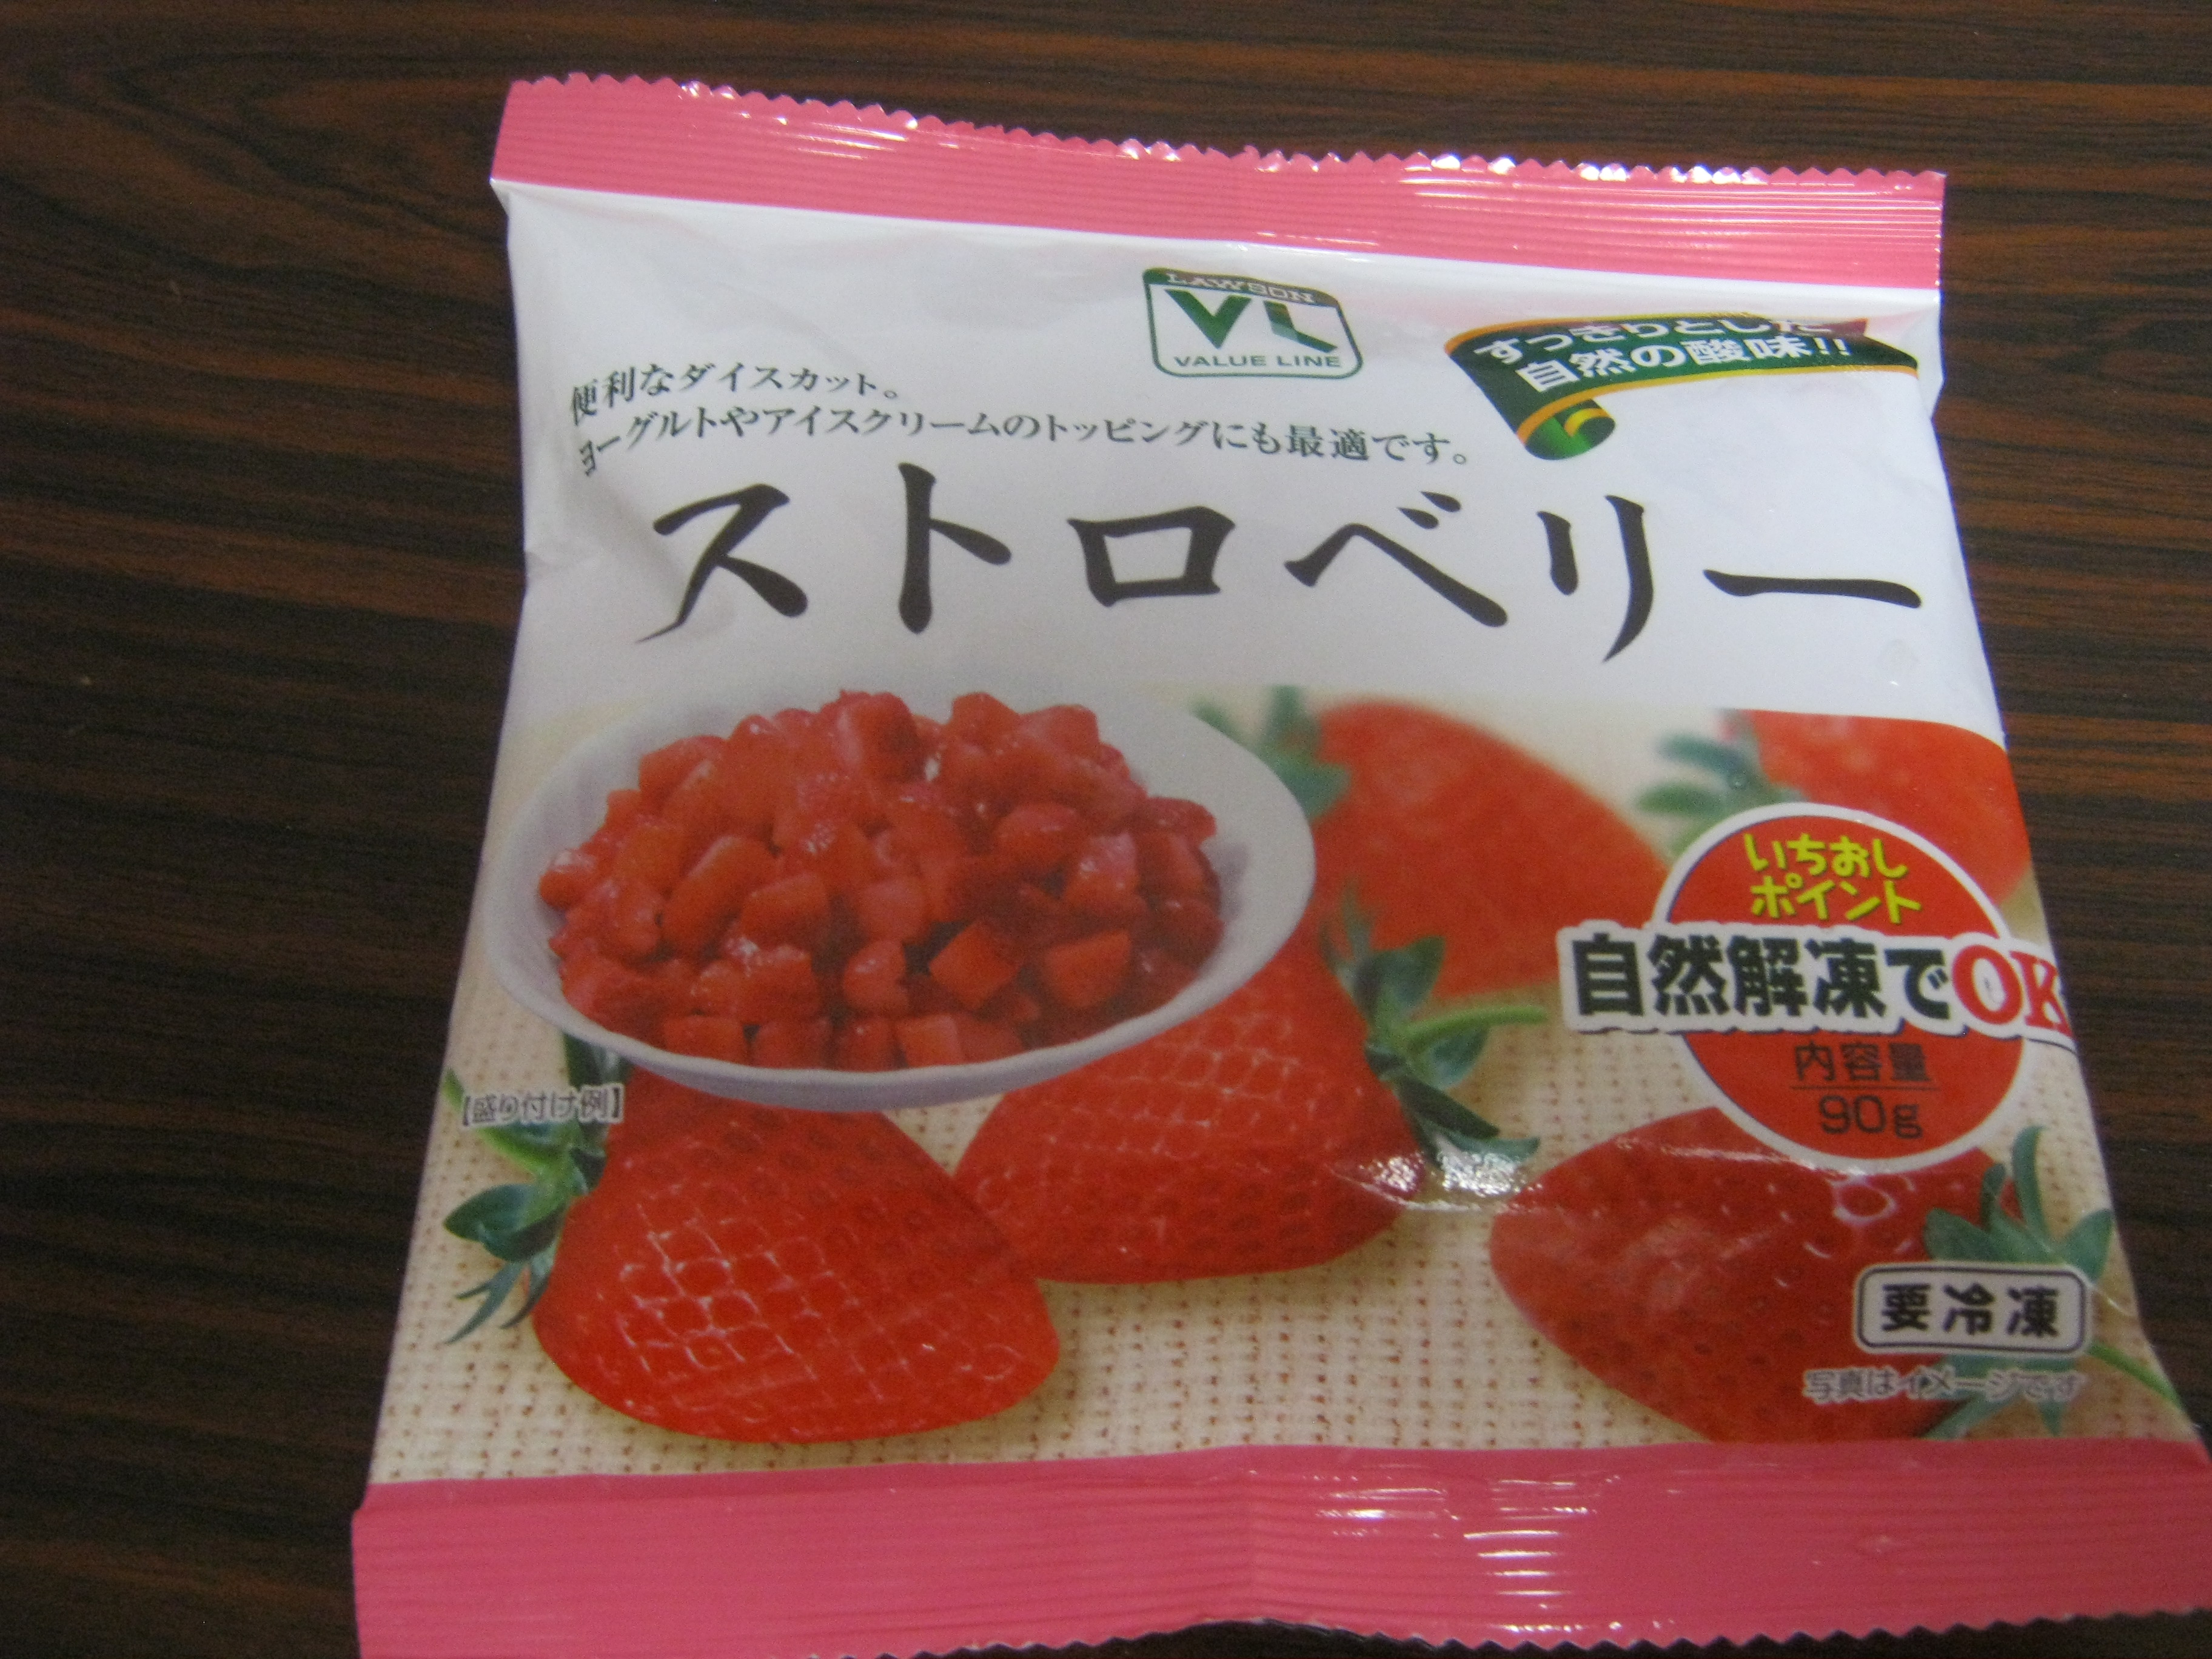 LAWSON
VL
VALUE LINE
すっきりとした
自然の酸味!!
便利なダイスカット。
ヨーグルトやアイスクリームのトッピングにも最適です。
ストロベリー
いちおし
ポイント
自然解凍でOK
内容量
90g
【盛り付け例】
要冷凍
写真はイメージです